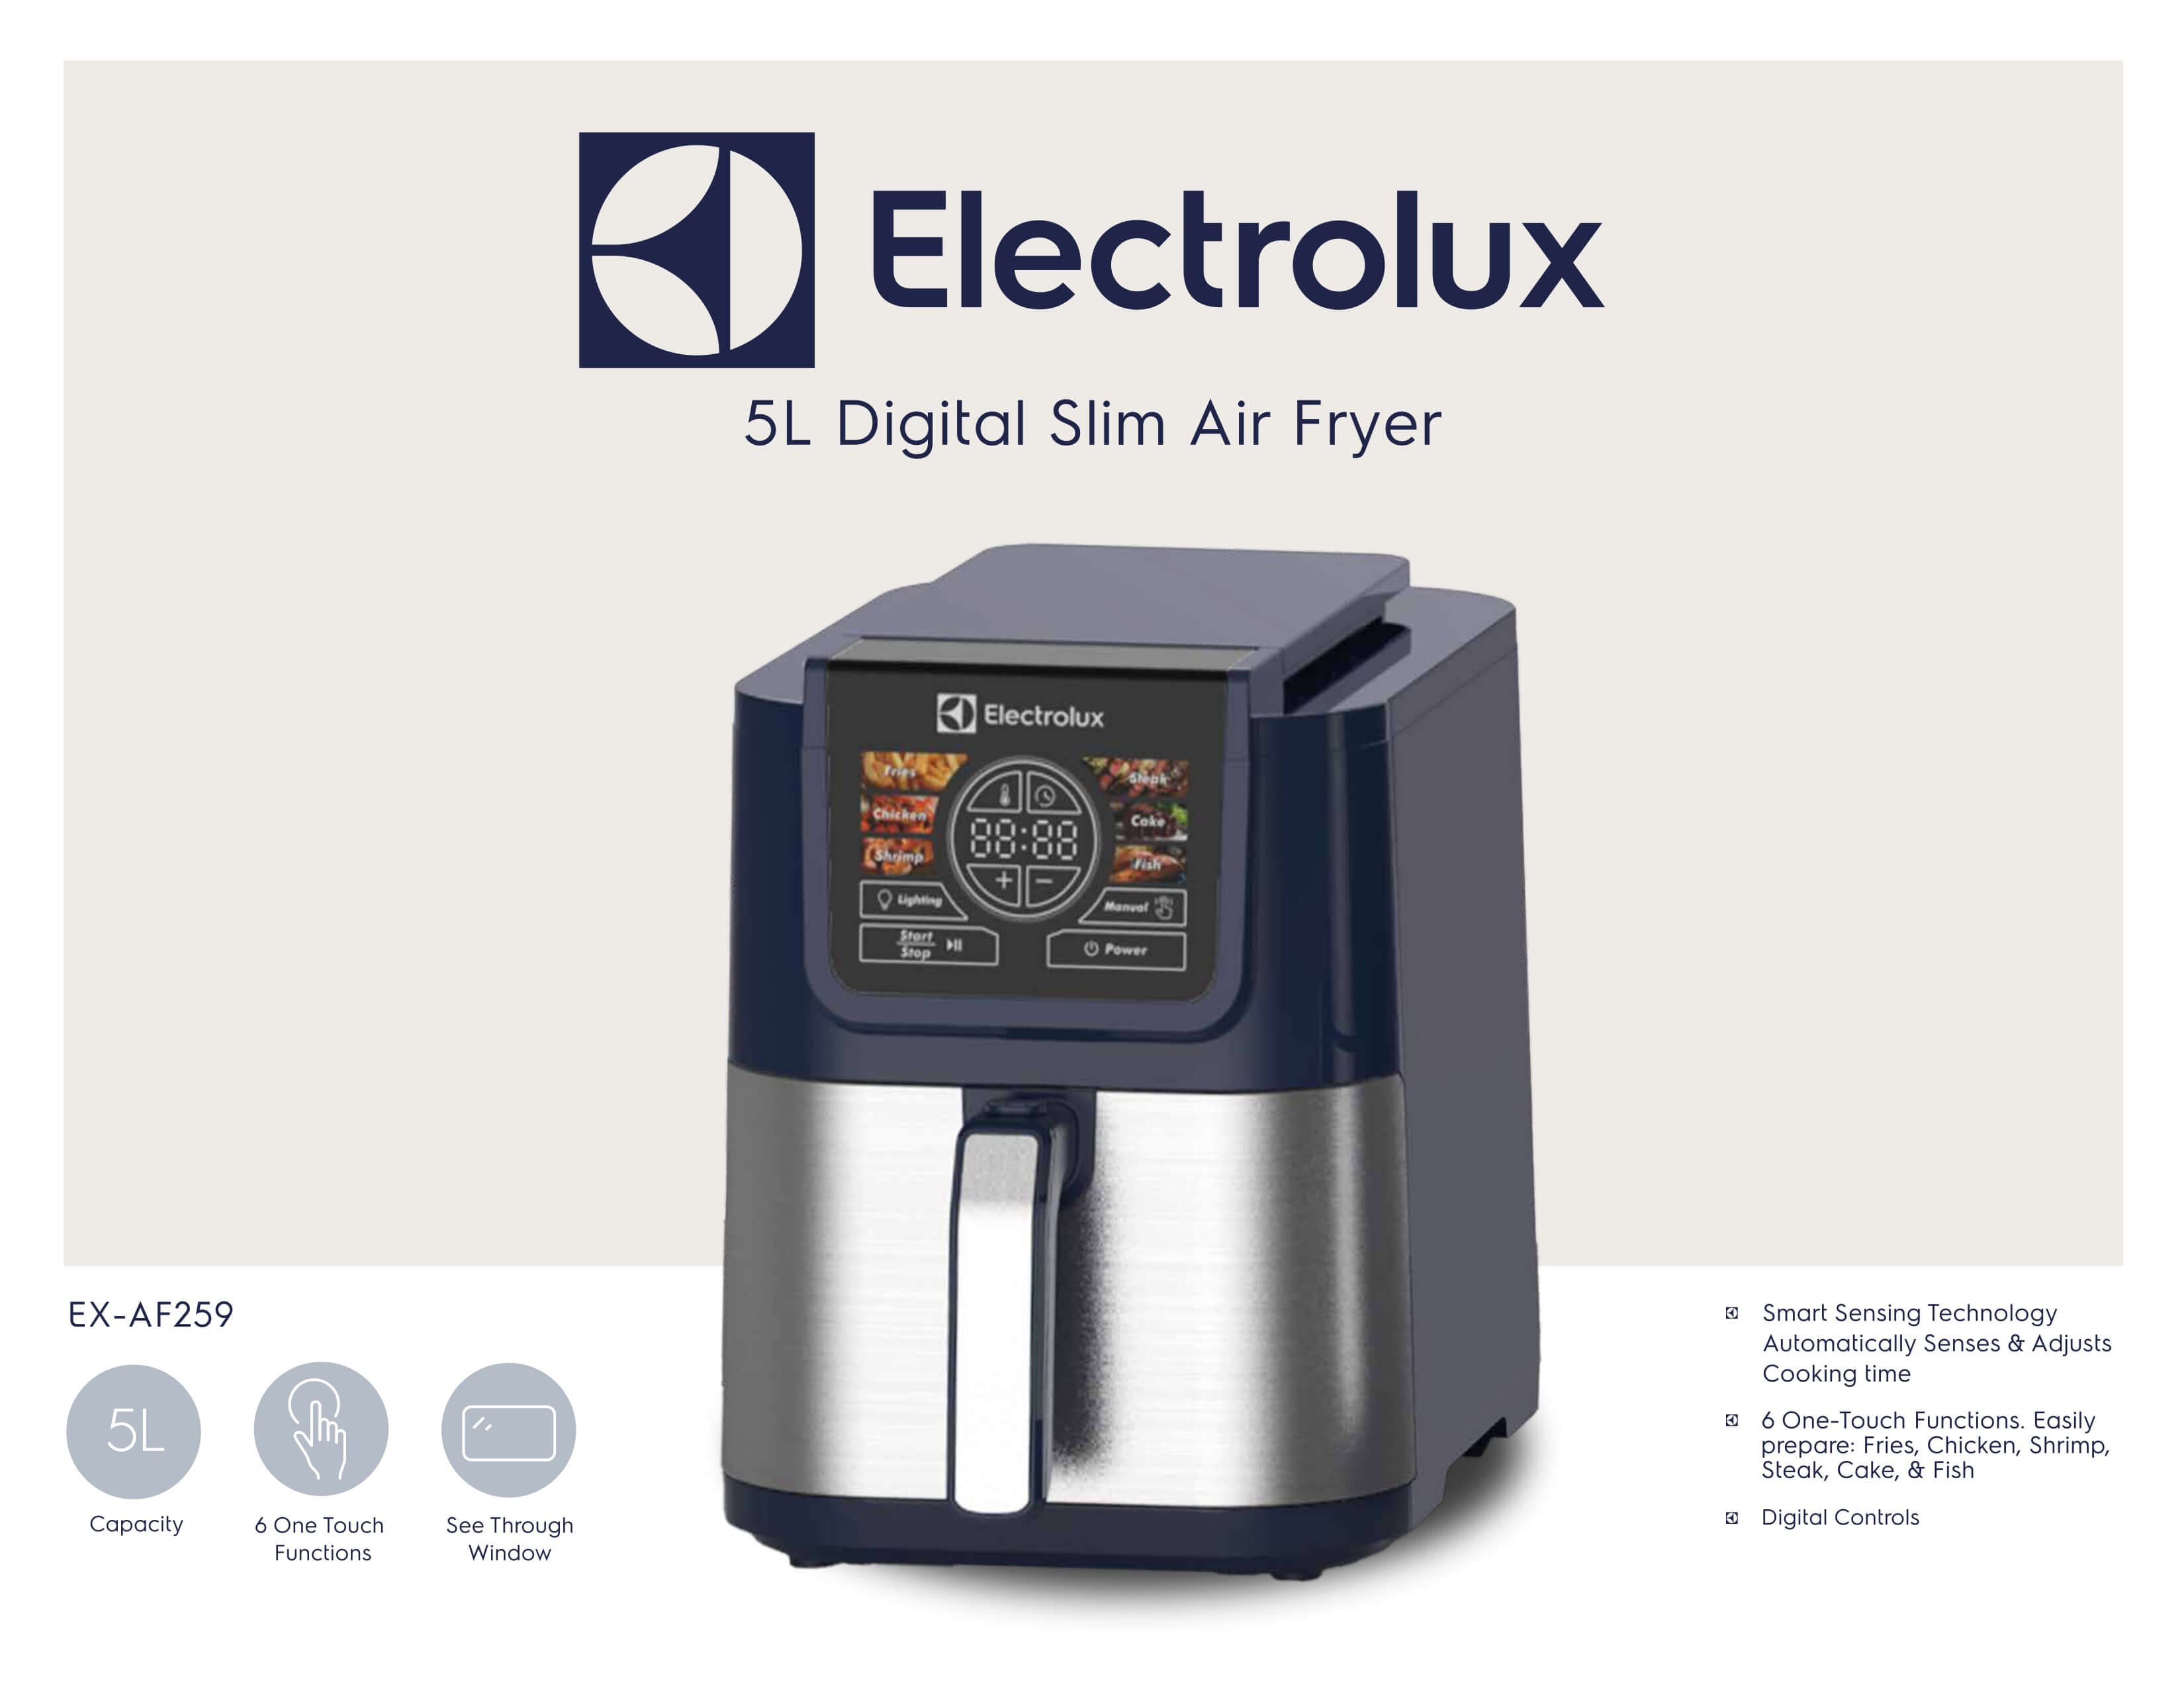 Electrolux
5L Digital Slim Air Fryer
Electrolux
Fries
Steak
Chicken
Cake
Shrimp
Fish
88:88
+ −
Lighting
Manual
Start
Stop
Power
EX-AF259
5L
Capacity
6 One Touch
Functions
See Through
Window
Smart Sensing Technology
Automatically Senses & Adjusts
Cooking time
6 One-Touch Functions. Easily
prepare: Fries, Chicken, Shrimp,
Steak, Cake, & Fish
Digital Controls